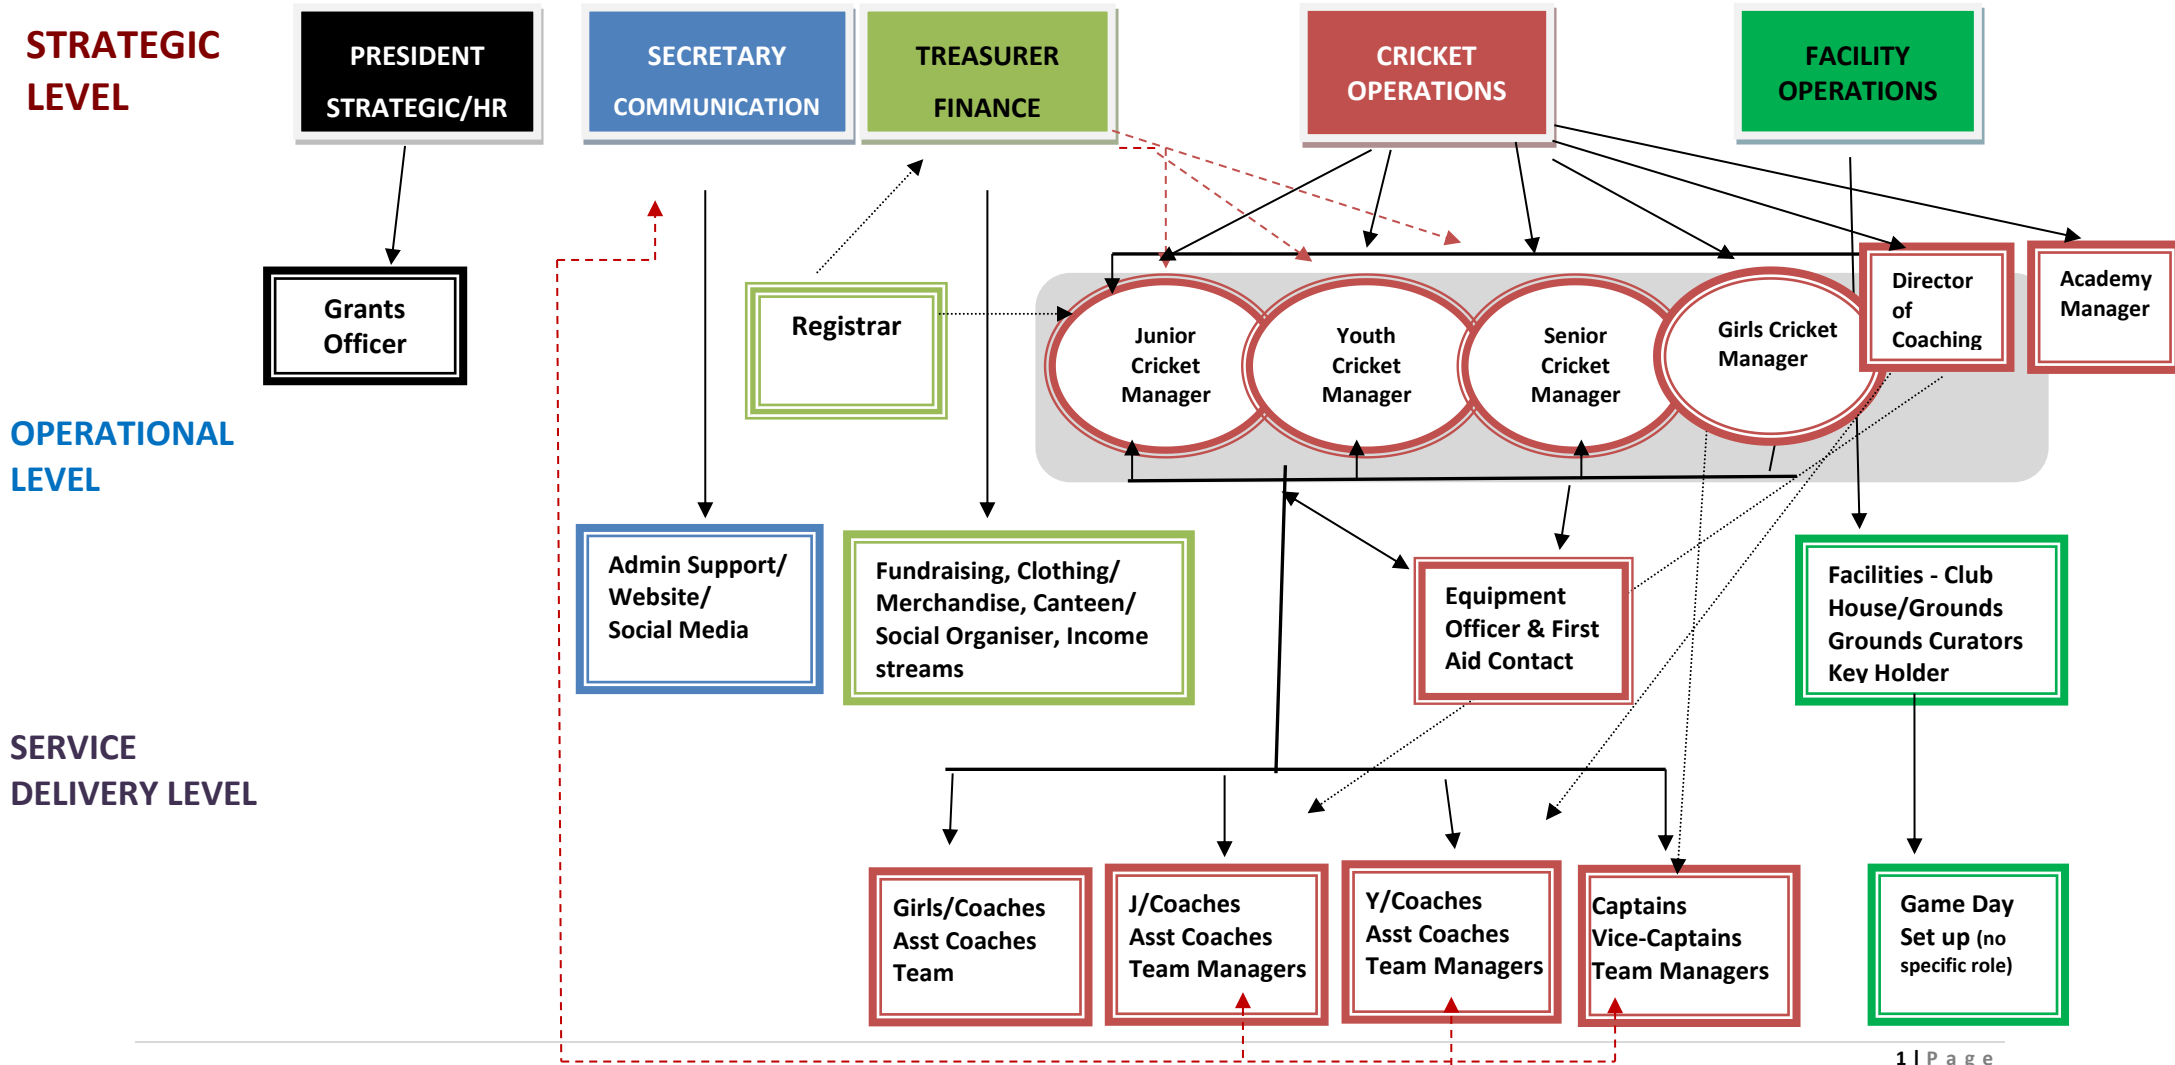 STRATEGIC
LEVEL
PRESIDENT
STRATEGIC/HR
SECRETARY
COMMUNICATION
TREASURER
FINANCE
CRICKET
OPERATIONS
FACILITY
OPERATIONS
Grants
Officer
Registrar
Junior
Cricket
Manager
Youth
Cricket
Manager
Senior
Cricket
Manager
Girls Cricket
Manager
Director
of
Coaching
Academy
Manager
OPERATIONAL
LEVEL
Admin Support/
Website/
Social Media
Fundraising, Clothing/
Merchandise, Canteen/
Social Organiser, Income
streams
Equipment
Officer & First
Aid Contact
Facilities - Club
House/Grounds
Grounds Curators
Key Holder
SERVICE
DELIVERY LEVEL
Girls/Coaches
Asst Coaches
Team
J/Coaches
Asst Coaches
Team Managers
Y/Coaches
Asst Coaches
Team Managers
Captains
Vice-Captains
Team Managers
Game Day
Set up (no
specific role)
1 | Page